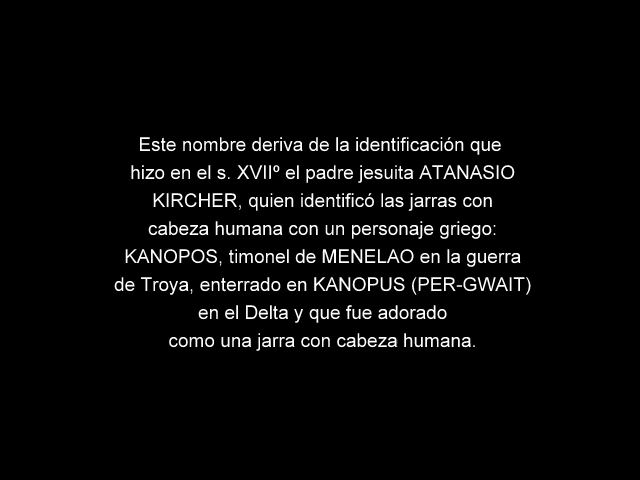 Este nombre deriva de la identificación que
hizo en el s. XVIIº el padre jesuita ATANASIO
KIRCHER, quien identificó las jarras con
cabeza humana con un personaje griego:
KANOPOS, timonel de MENELAO en la guerra
de Troya, enterrado en KANOPUS (PER-GWAIT)
en el Delta y que fue adorado
como una jarra con cabeza humana.